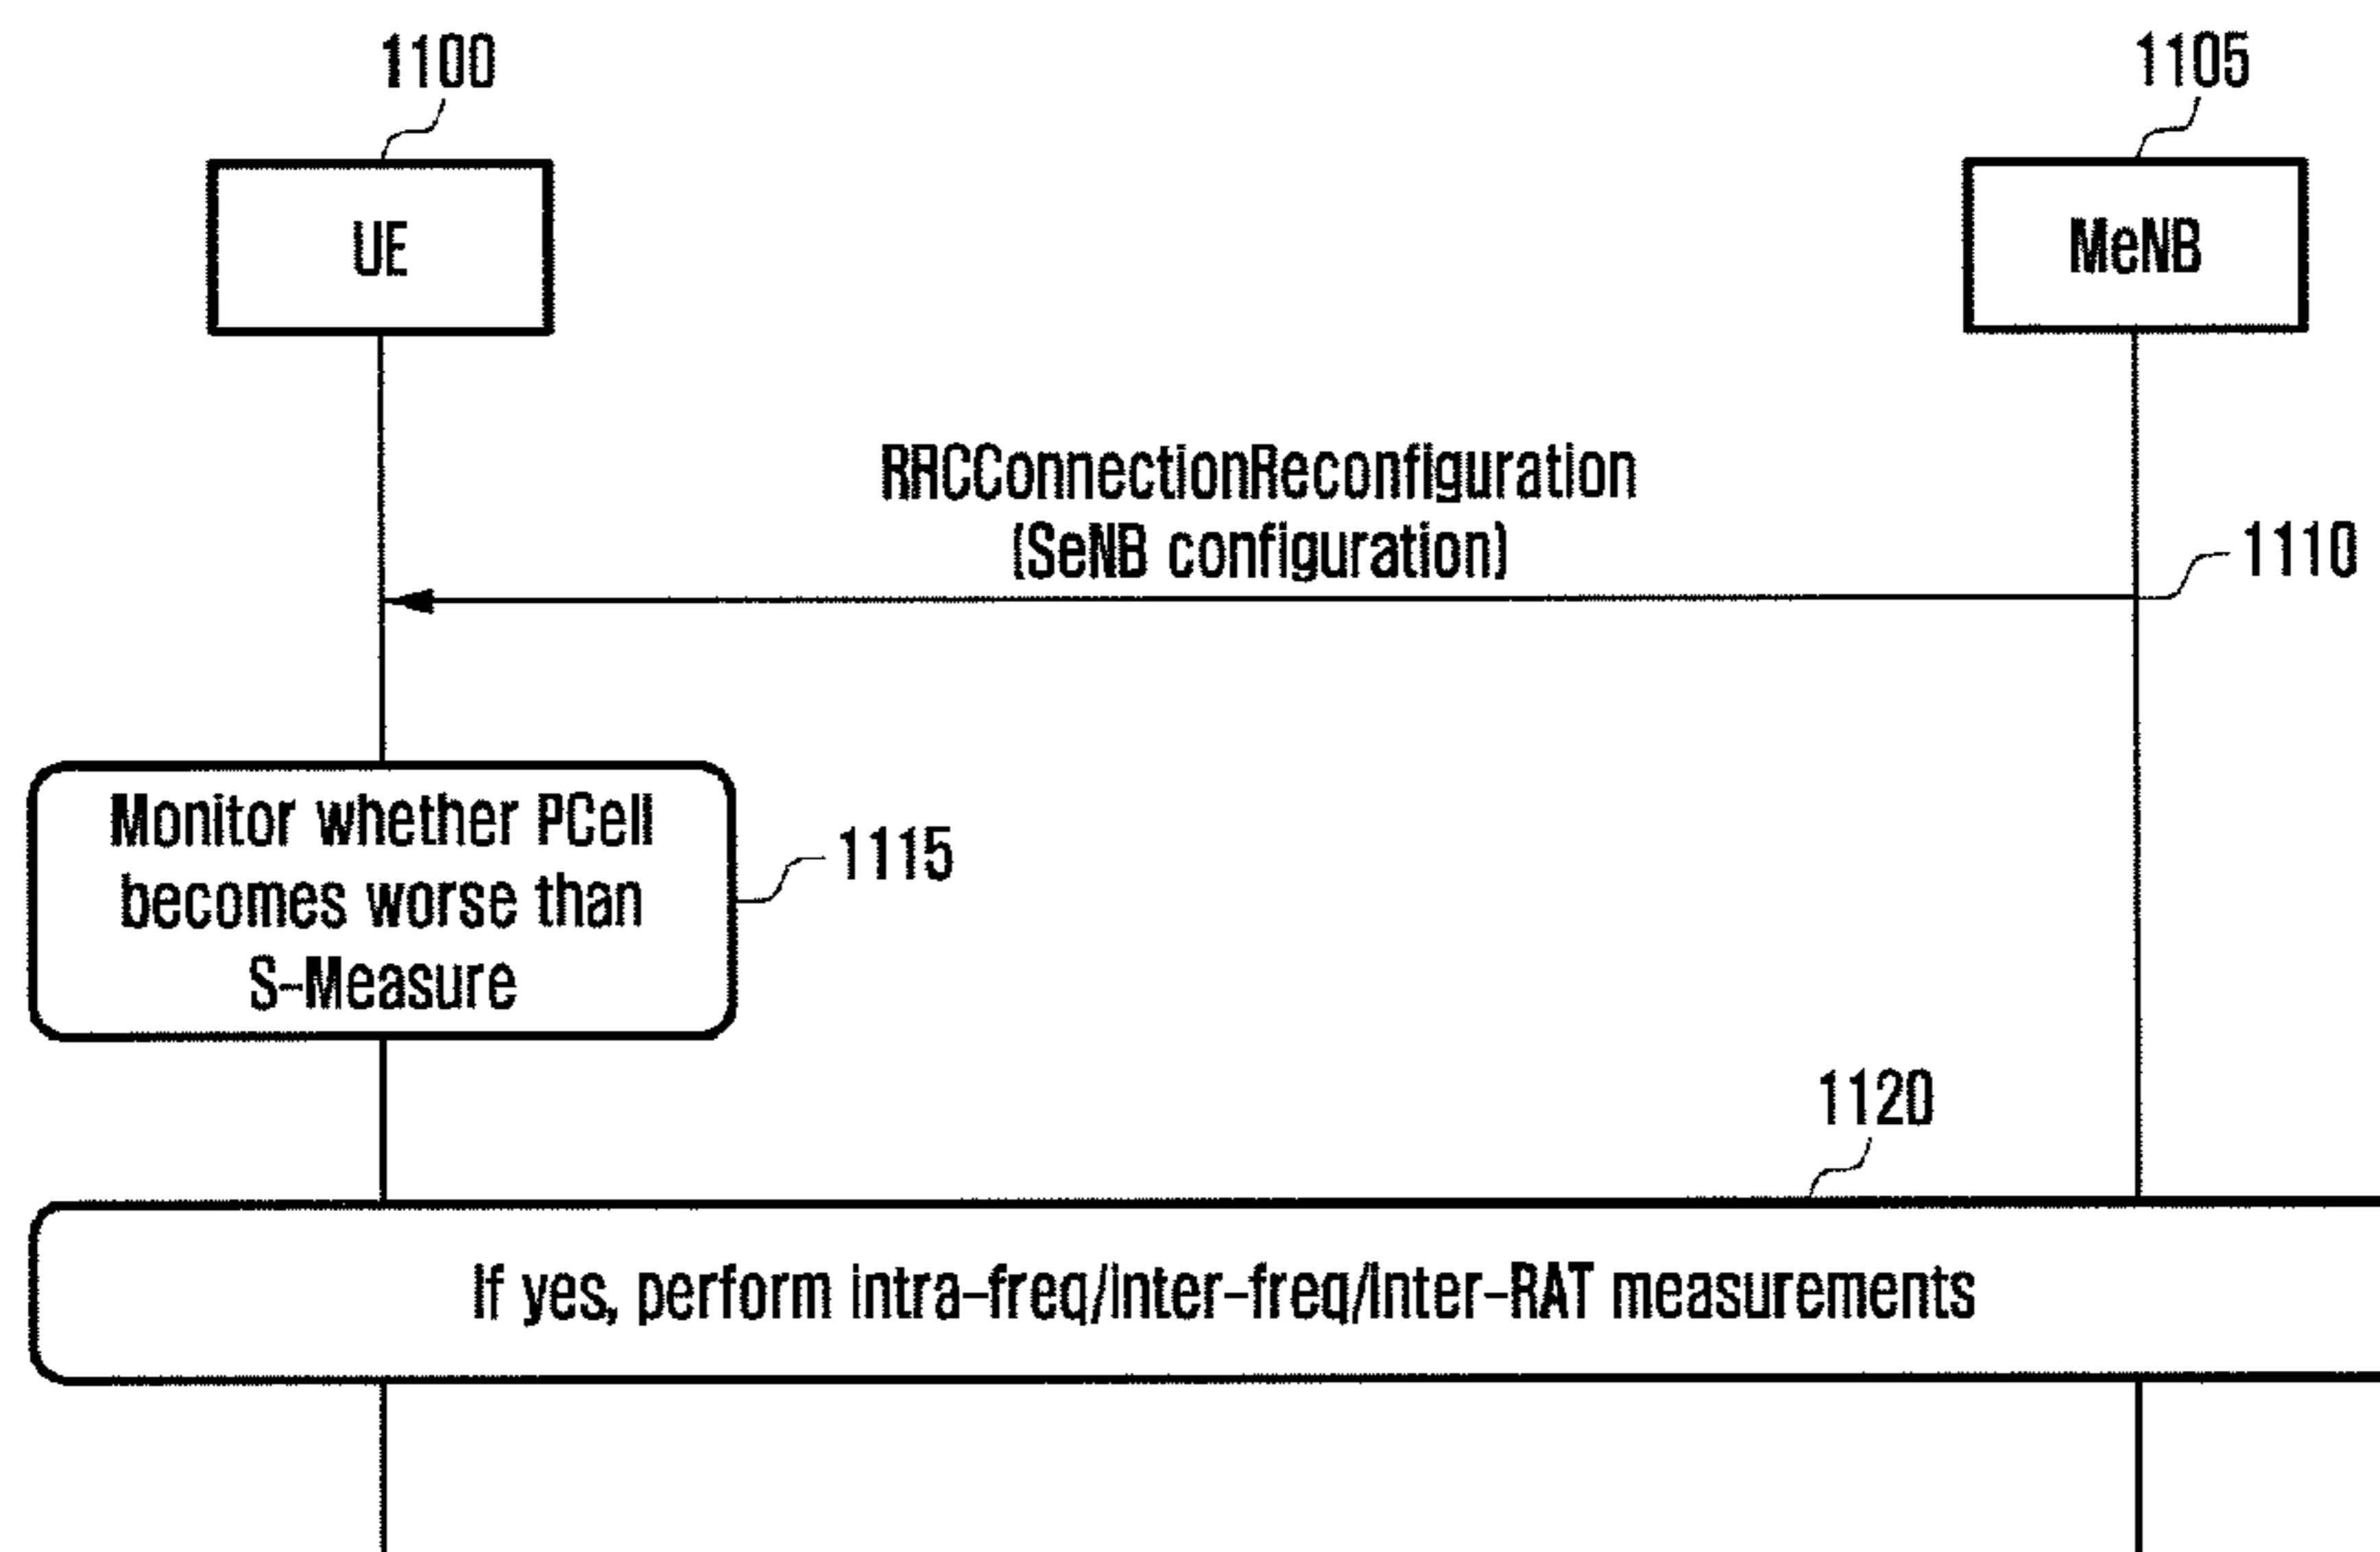 1100
1105
UE
MeNB
RRCConnectionReconfiguration
(SeNB configuration)
1110
Monitor whether PCell
becomes worse than
S-Measure
1115
1120
If yes, perform intra-freq/inter-freq/inter-RAT measurements